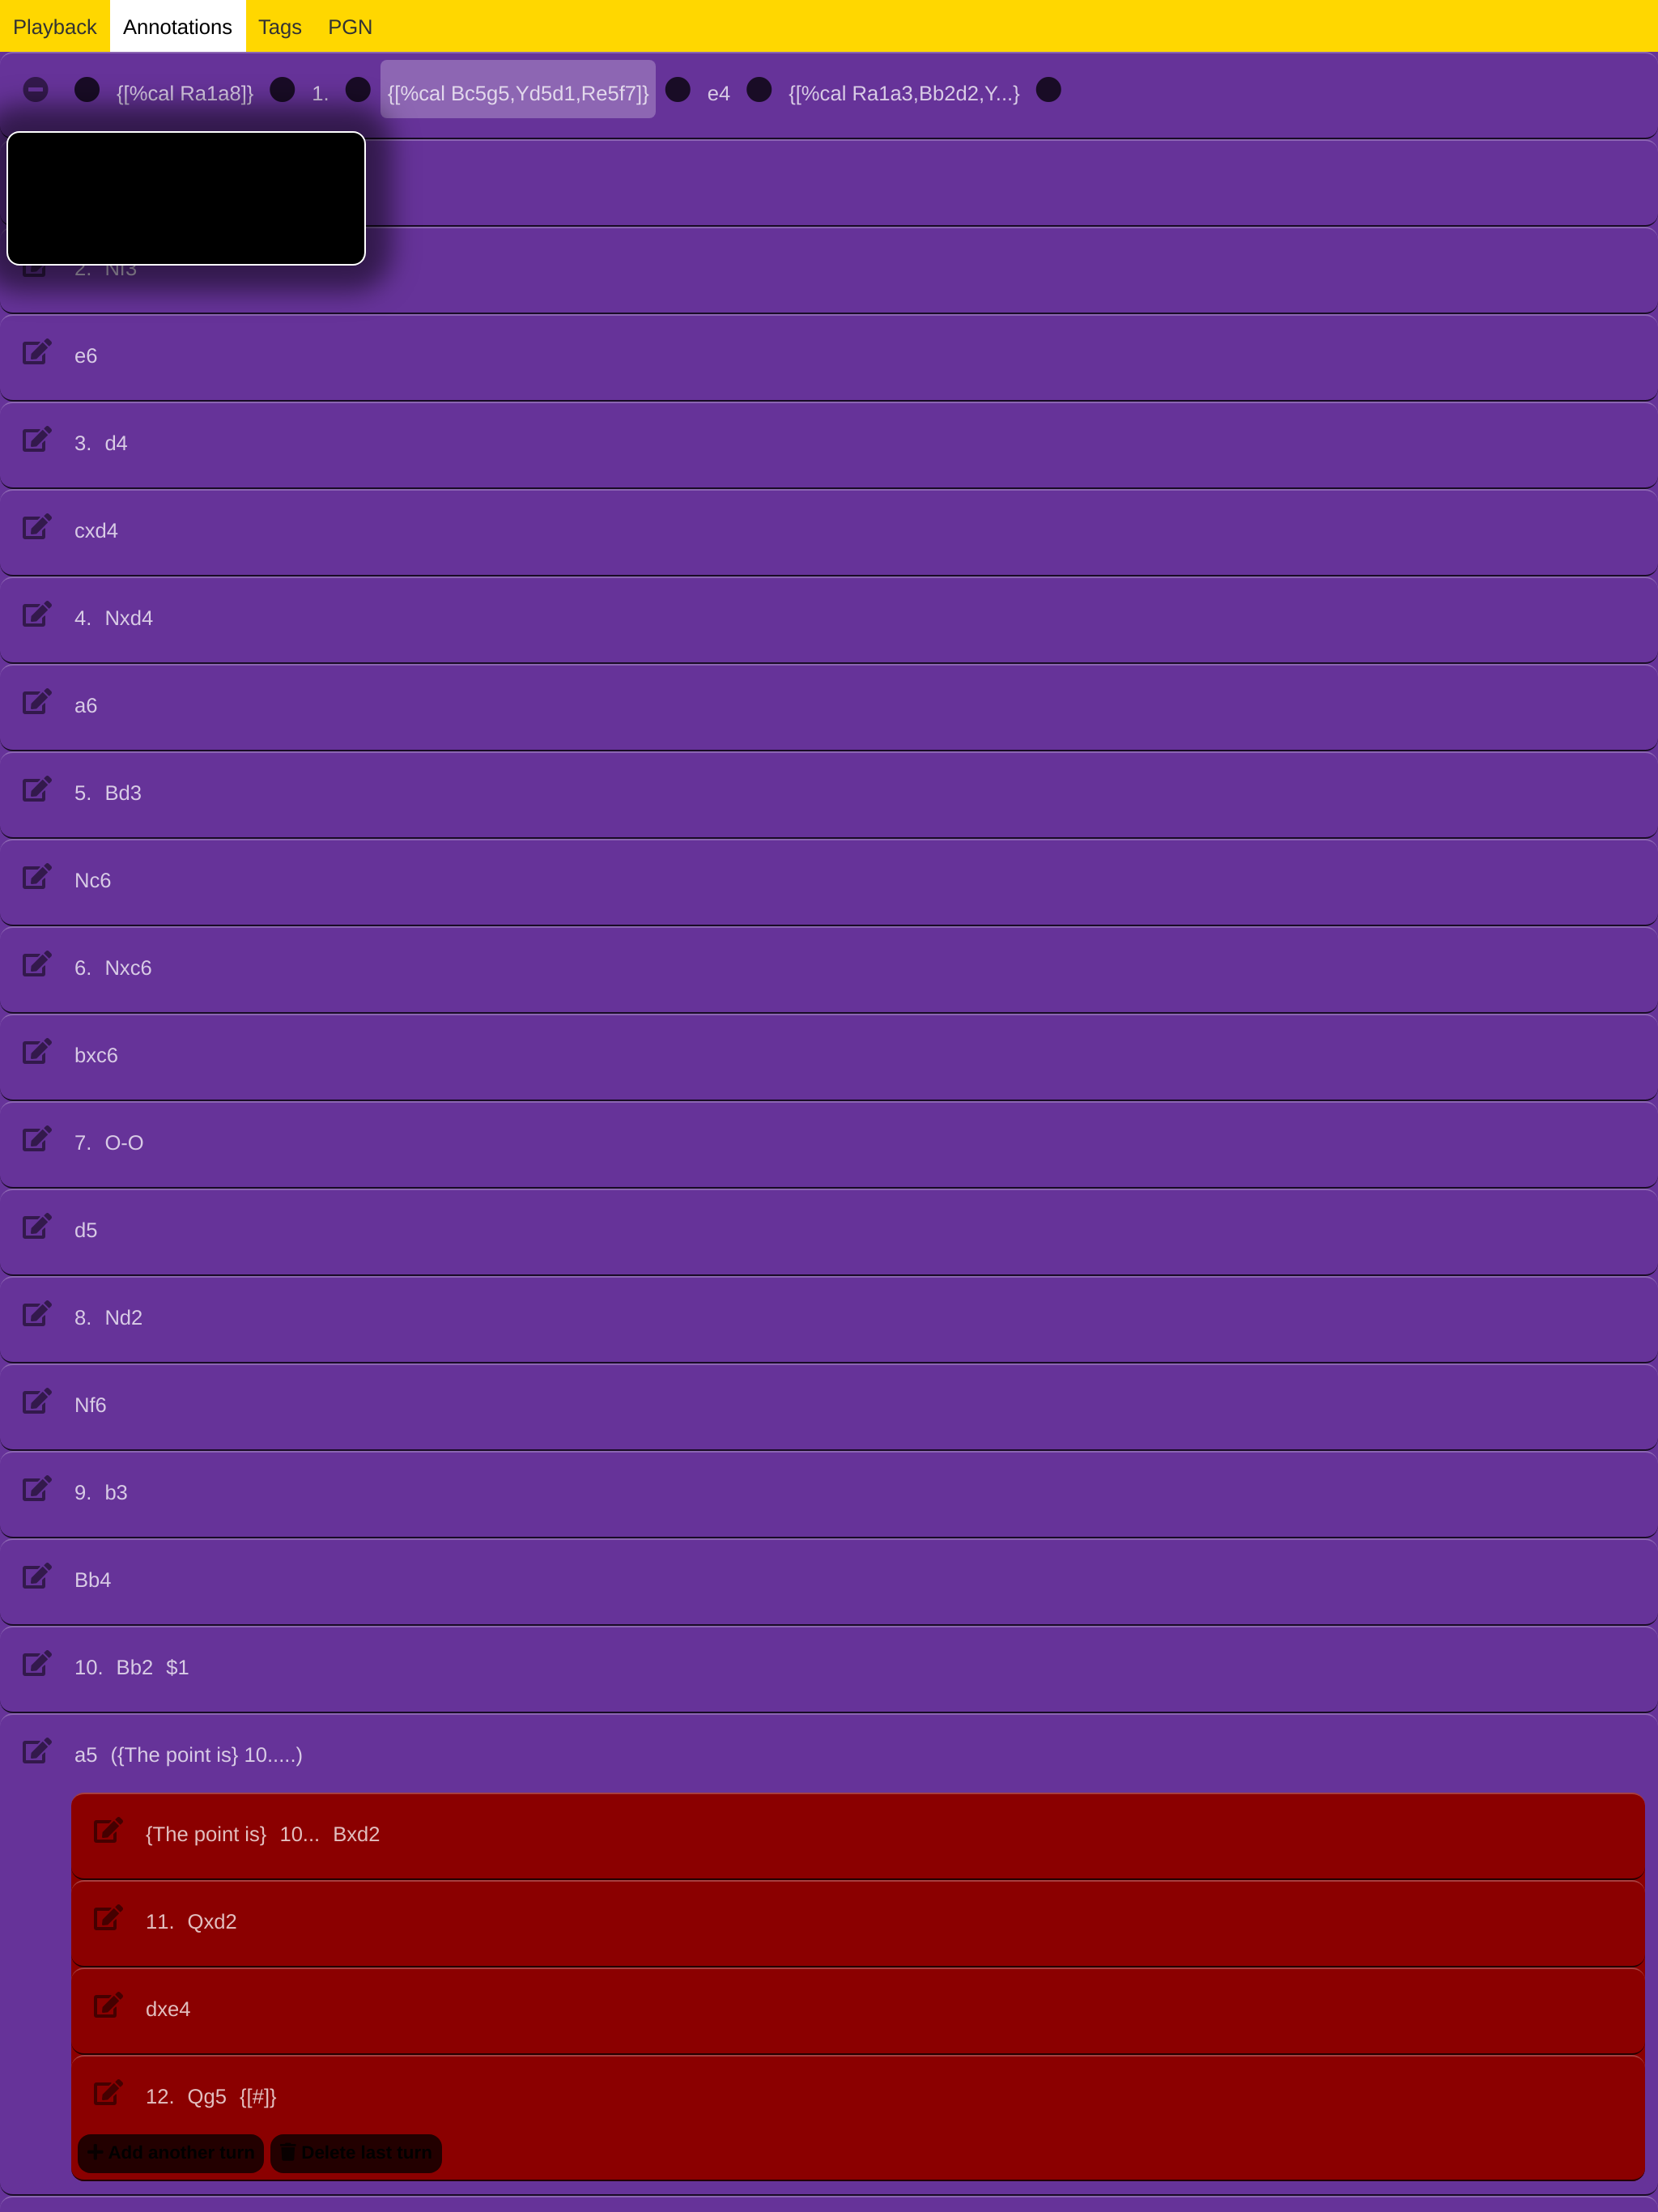 Playback Annotations Tags PGN
{[%cal Ra1a8]} 1. {[%cal Bc5g5,Yd5d1,Re5f7]} e4 {[%cal Ra1a3,Bb2d2,Y...}
2. Nf3
e6
3. d4
cxd4
4. Nxd4
a6
5. Bd3
Nc6
6. Nxc6
bxc6
7. O-O
d5
8. Nd2
Nf6
9. b3
Bb4
10. Bb2 $1
a5 ({The point is} 10.....)
{The point is} 10... Bxd2
11. Qxd2
dxe4
12. Qg5 {[#]}
Add another turn Delete last turn